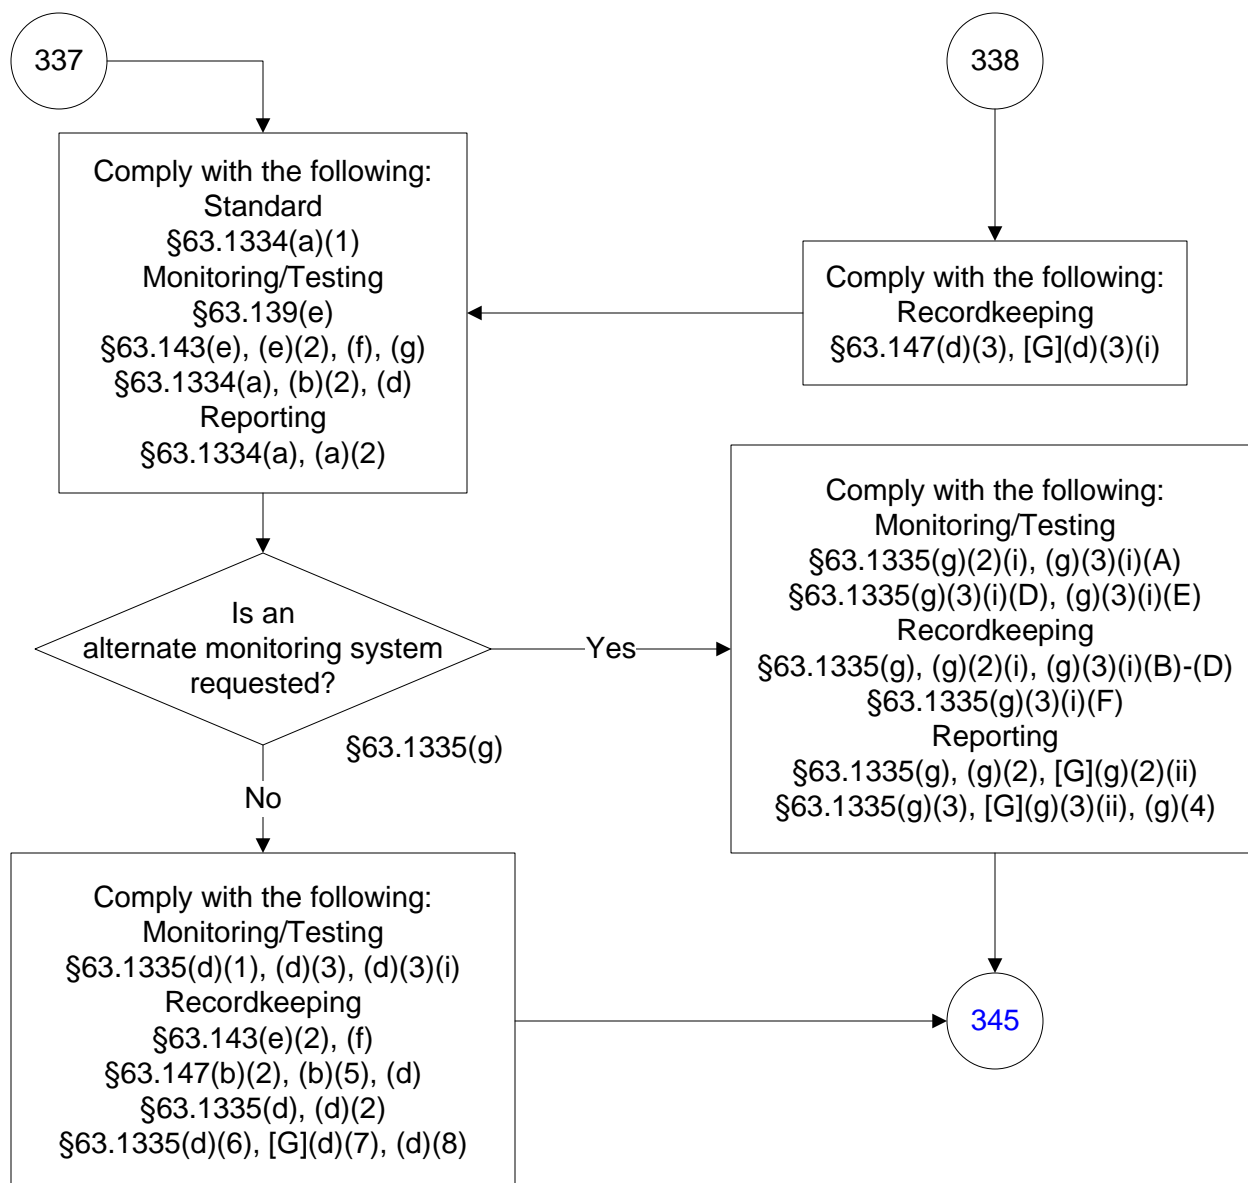 337
338
Comply with the following:
Standard
§63.1334(a)(1)
Monitoring/Testing
§63.139(e)
§63.143(e), (e)(2), (f), (g)
§63.1334(a), (b)(2), (d)
Reporting
§63.1334(a), (a)(2)
Comply with the following:
Recordkeeping
§63.147(d)(3), [G](d)(3)(i)
Is an
alternate monitoring system
requested?
§63.1335(g)
Yes
No
Comply with the following:
Monitoring/Testing
§63.1335(g)(2)(i), (g)(3)(i)(A)
§63.1335(g)(3)(i)(D), (g)(3)(i)(E)
Recordkeeping
§63.1335(g), (g)(2)(i), (g)(3)(i)(B)-(D)
§63.1335(g)(3)(i)(F)
Reporting
§63.1335(g), (g)(2), [G](g)(2)(ii)
§63.1335(g)(3), [G](g)(3)(ii), (g)(4)
Comply with the following:
Monitoring/Testing
§63.1335(d)(1), (d)(3), (d)(3)(i)
Recordkeeping
§63.143(e)(2), (f)
§63.147(b)(2), (b)(5), (d)
§63.1335(d), (d)(2)
§63.1335(d)(6), [G](d)(7), (d)(8)
345